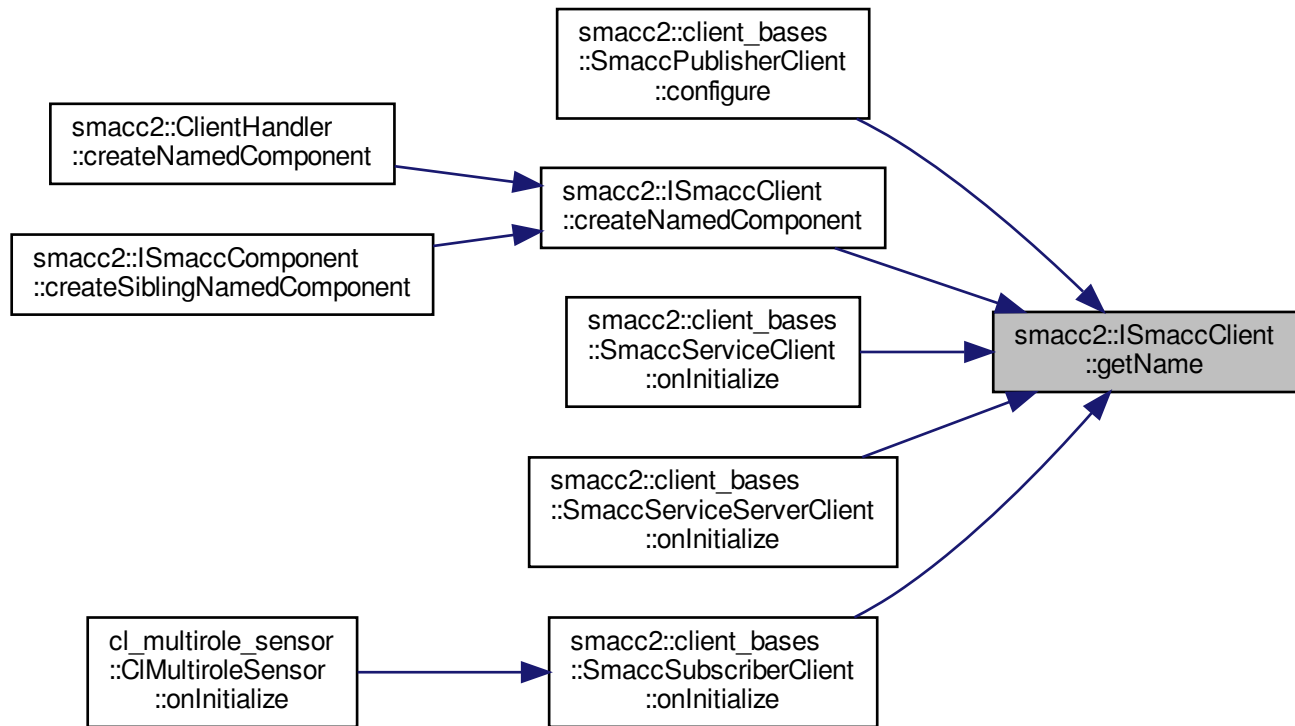 smacc2::client_bases
::SmaccPublisherClient
::configure
smacc2::ClientHandler
::createNamedComponent
smacc2::ISmaccClient
::createNamedComponent
smacc2::ISmaccComponent
::createSiblingNamedComponent
smacc2::client_bases
::SmaccServiceClient
::onInitialize
smacc2::ISmaccClient
::getName
smacc2::client_bases
::SmaccServiceServerClient
::onInitialize
cl_multirole_sensor
::ClMultiroleSensor
::onInitialize
smacc2::client_bases
::SmaccSubscriberClient
::onInitialize